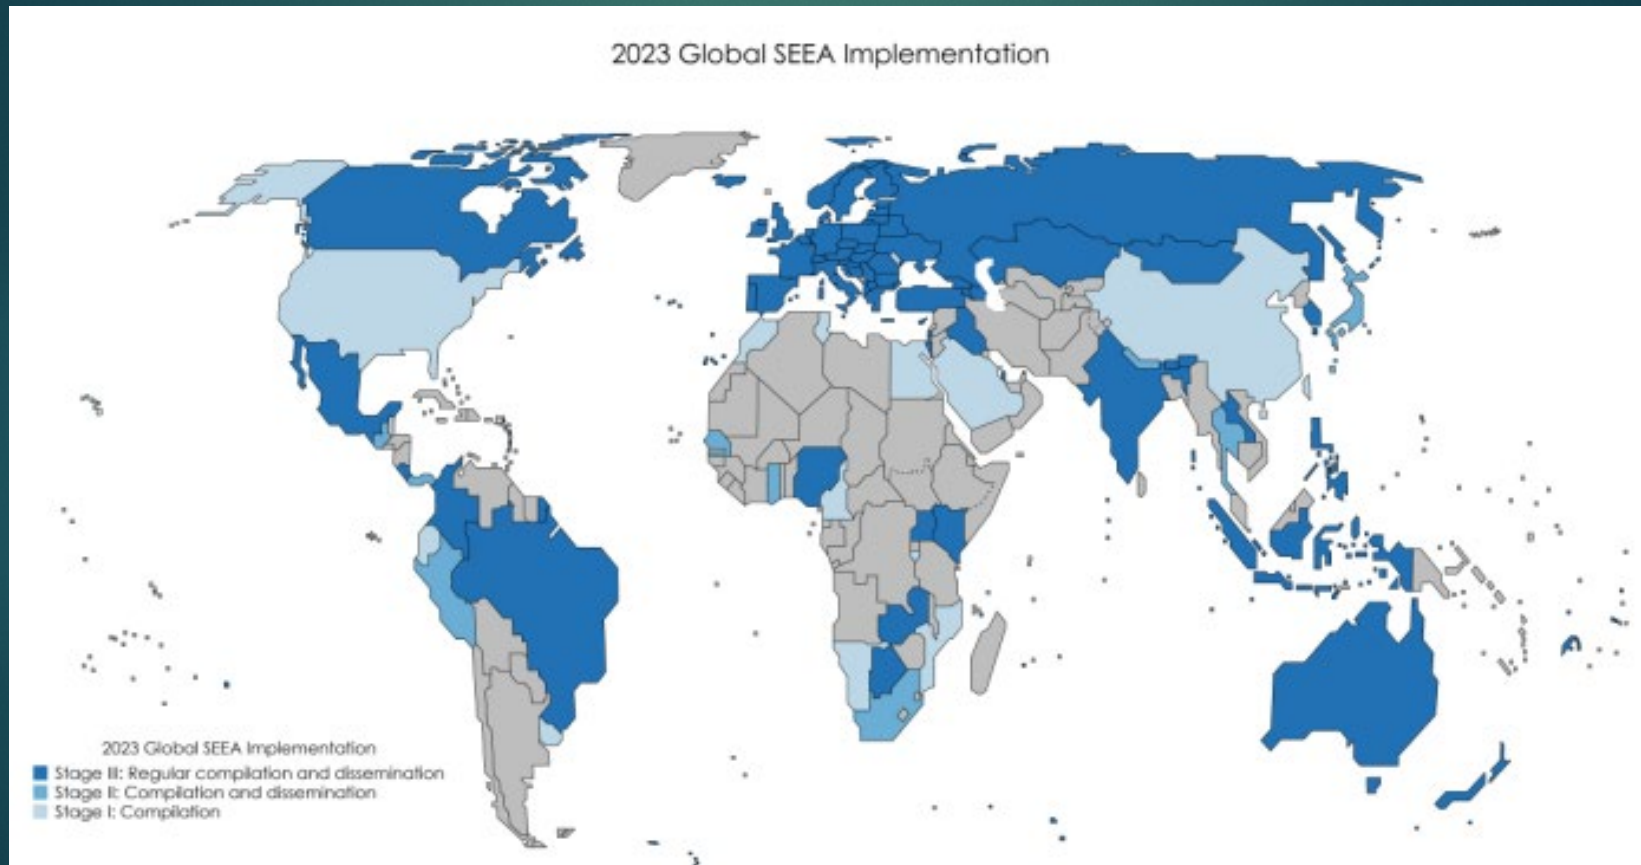 2023 Global SEEA Implementation
2023 Global SEEA Implementation
Stage III: Regular compilation and dissemination
Stage II: Compilation and dissemination
Stage I: Compilation